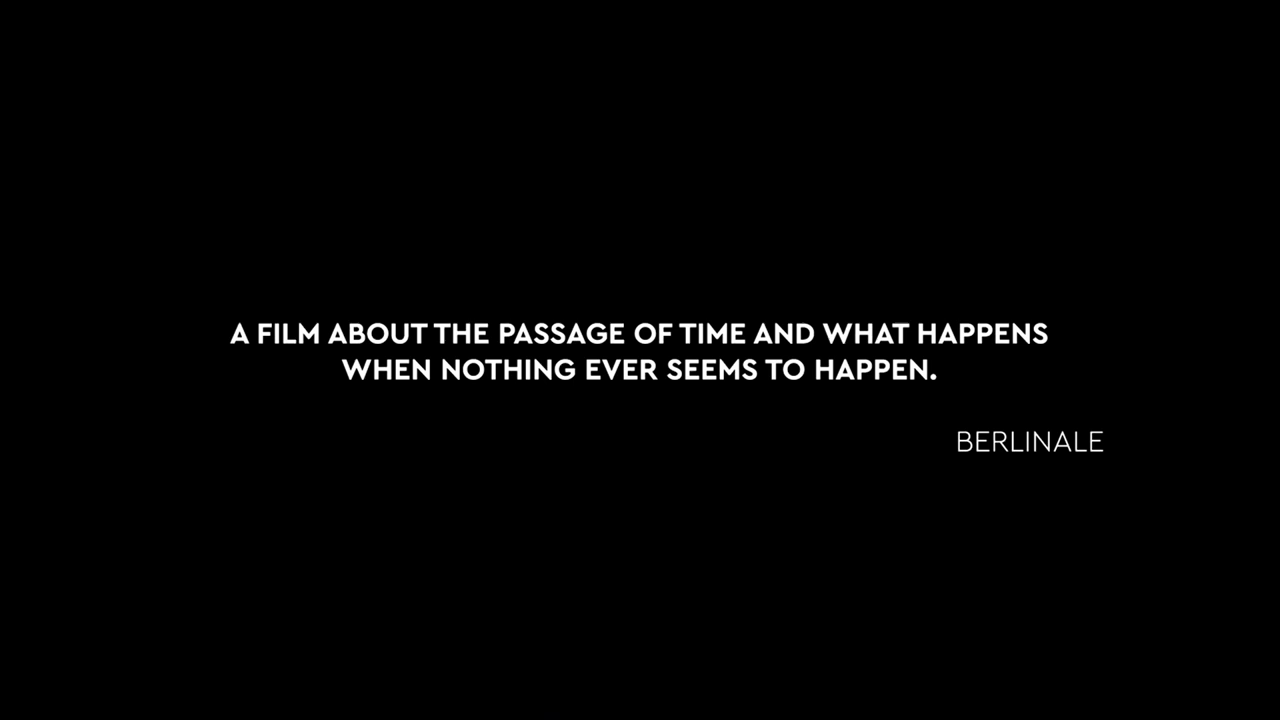 A FILM ABOUT THE PASSAGE OF TIME AND WHAT HAPPENS
WHEN NOTHING EVER SEEMS TO HAPPEN.
BERLINALE